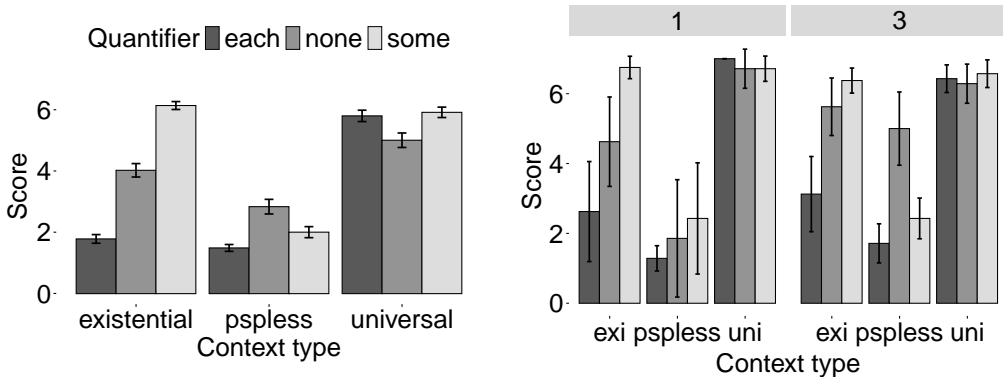 Quantifier each none some
Score
6
4
2
0
existential pspless universal
Context type
1 3
Score
6
4
2
0
exi pspless uni exi pspless uni
Context type